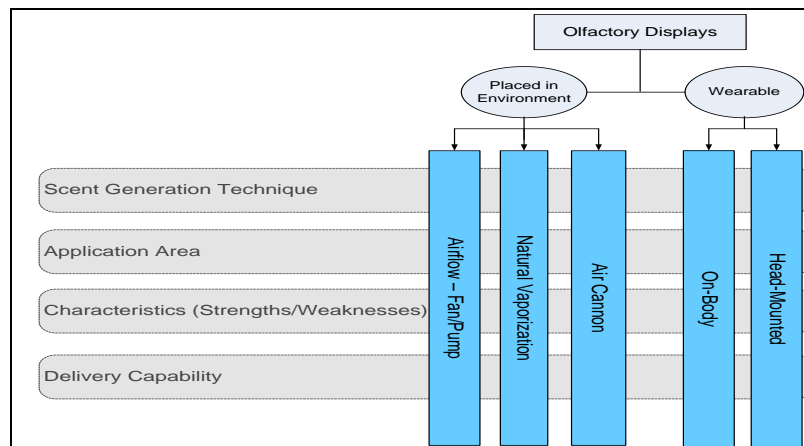 Olfactory Displays
Placed in
Environment
Wearable
Scent Generation Technique
Application Area
Characteristics (Strengths/Weaknesses)
Delivery Capability
Airflow – Fan/Pump
Natural Vaporization
Air Cannon
On-Body
Head-Mounted